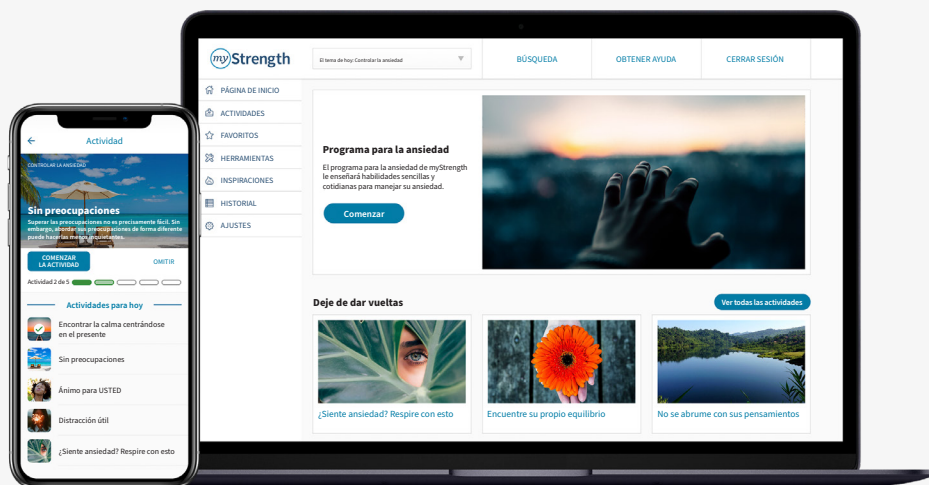 myStrength
El tema de hoy: Controlar la ansiedad
BÚSQUEDA
OBTENER AYUDA
CERRAR SESIÓN
PÁGINA DE INICIO
ACTIVIDADES
FAVORITOS
HERRAMIENTAS
INSPIRACIONES
HISTORIAL
AJUSTES
Programa para la ansiedad
El programa para la ansiedad de myStrength
le enseñará habilidades sencillas y
cotidianas para manejar su ansiedad.
Comenzar
Deje de dar vueltas
Ver todas las actividades
¿Siente ansiedad? Respire con esto
Encuentre su propio equilibrio
No se abrume con sus pensamientos
Actividad
CONTROLAR LA ANSIEDAD
Sin preocupaciones
Superar las preocupaciones no es precisamente fácil. Sin
embargo, abordar sus preocupaciones de forma diferente
puede hacerlas menos inquietantes.
COMENZAR
LA ACTIVIDAD
OMITIR
Actividad 2 de 5
Actividades para hoy
Encontrar la calma centrándose
en el presente
Sin preocupaciones
Ánimo para USTED
Distracción útil
¿Siente ansiedad? Respire con esto